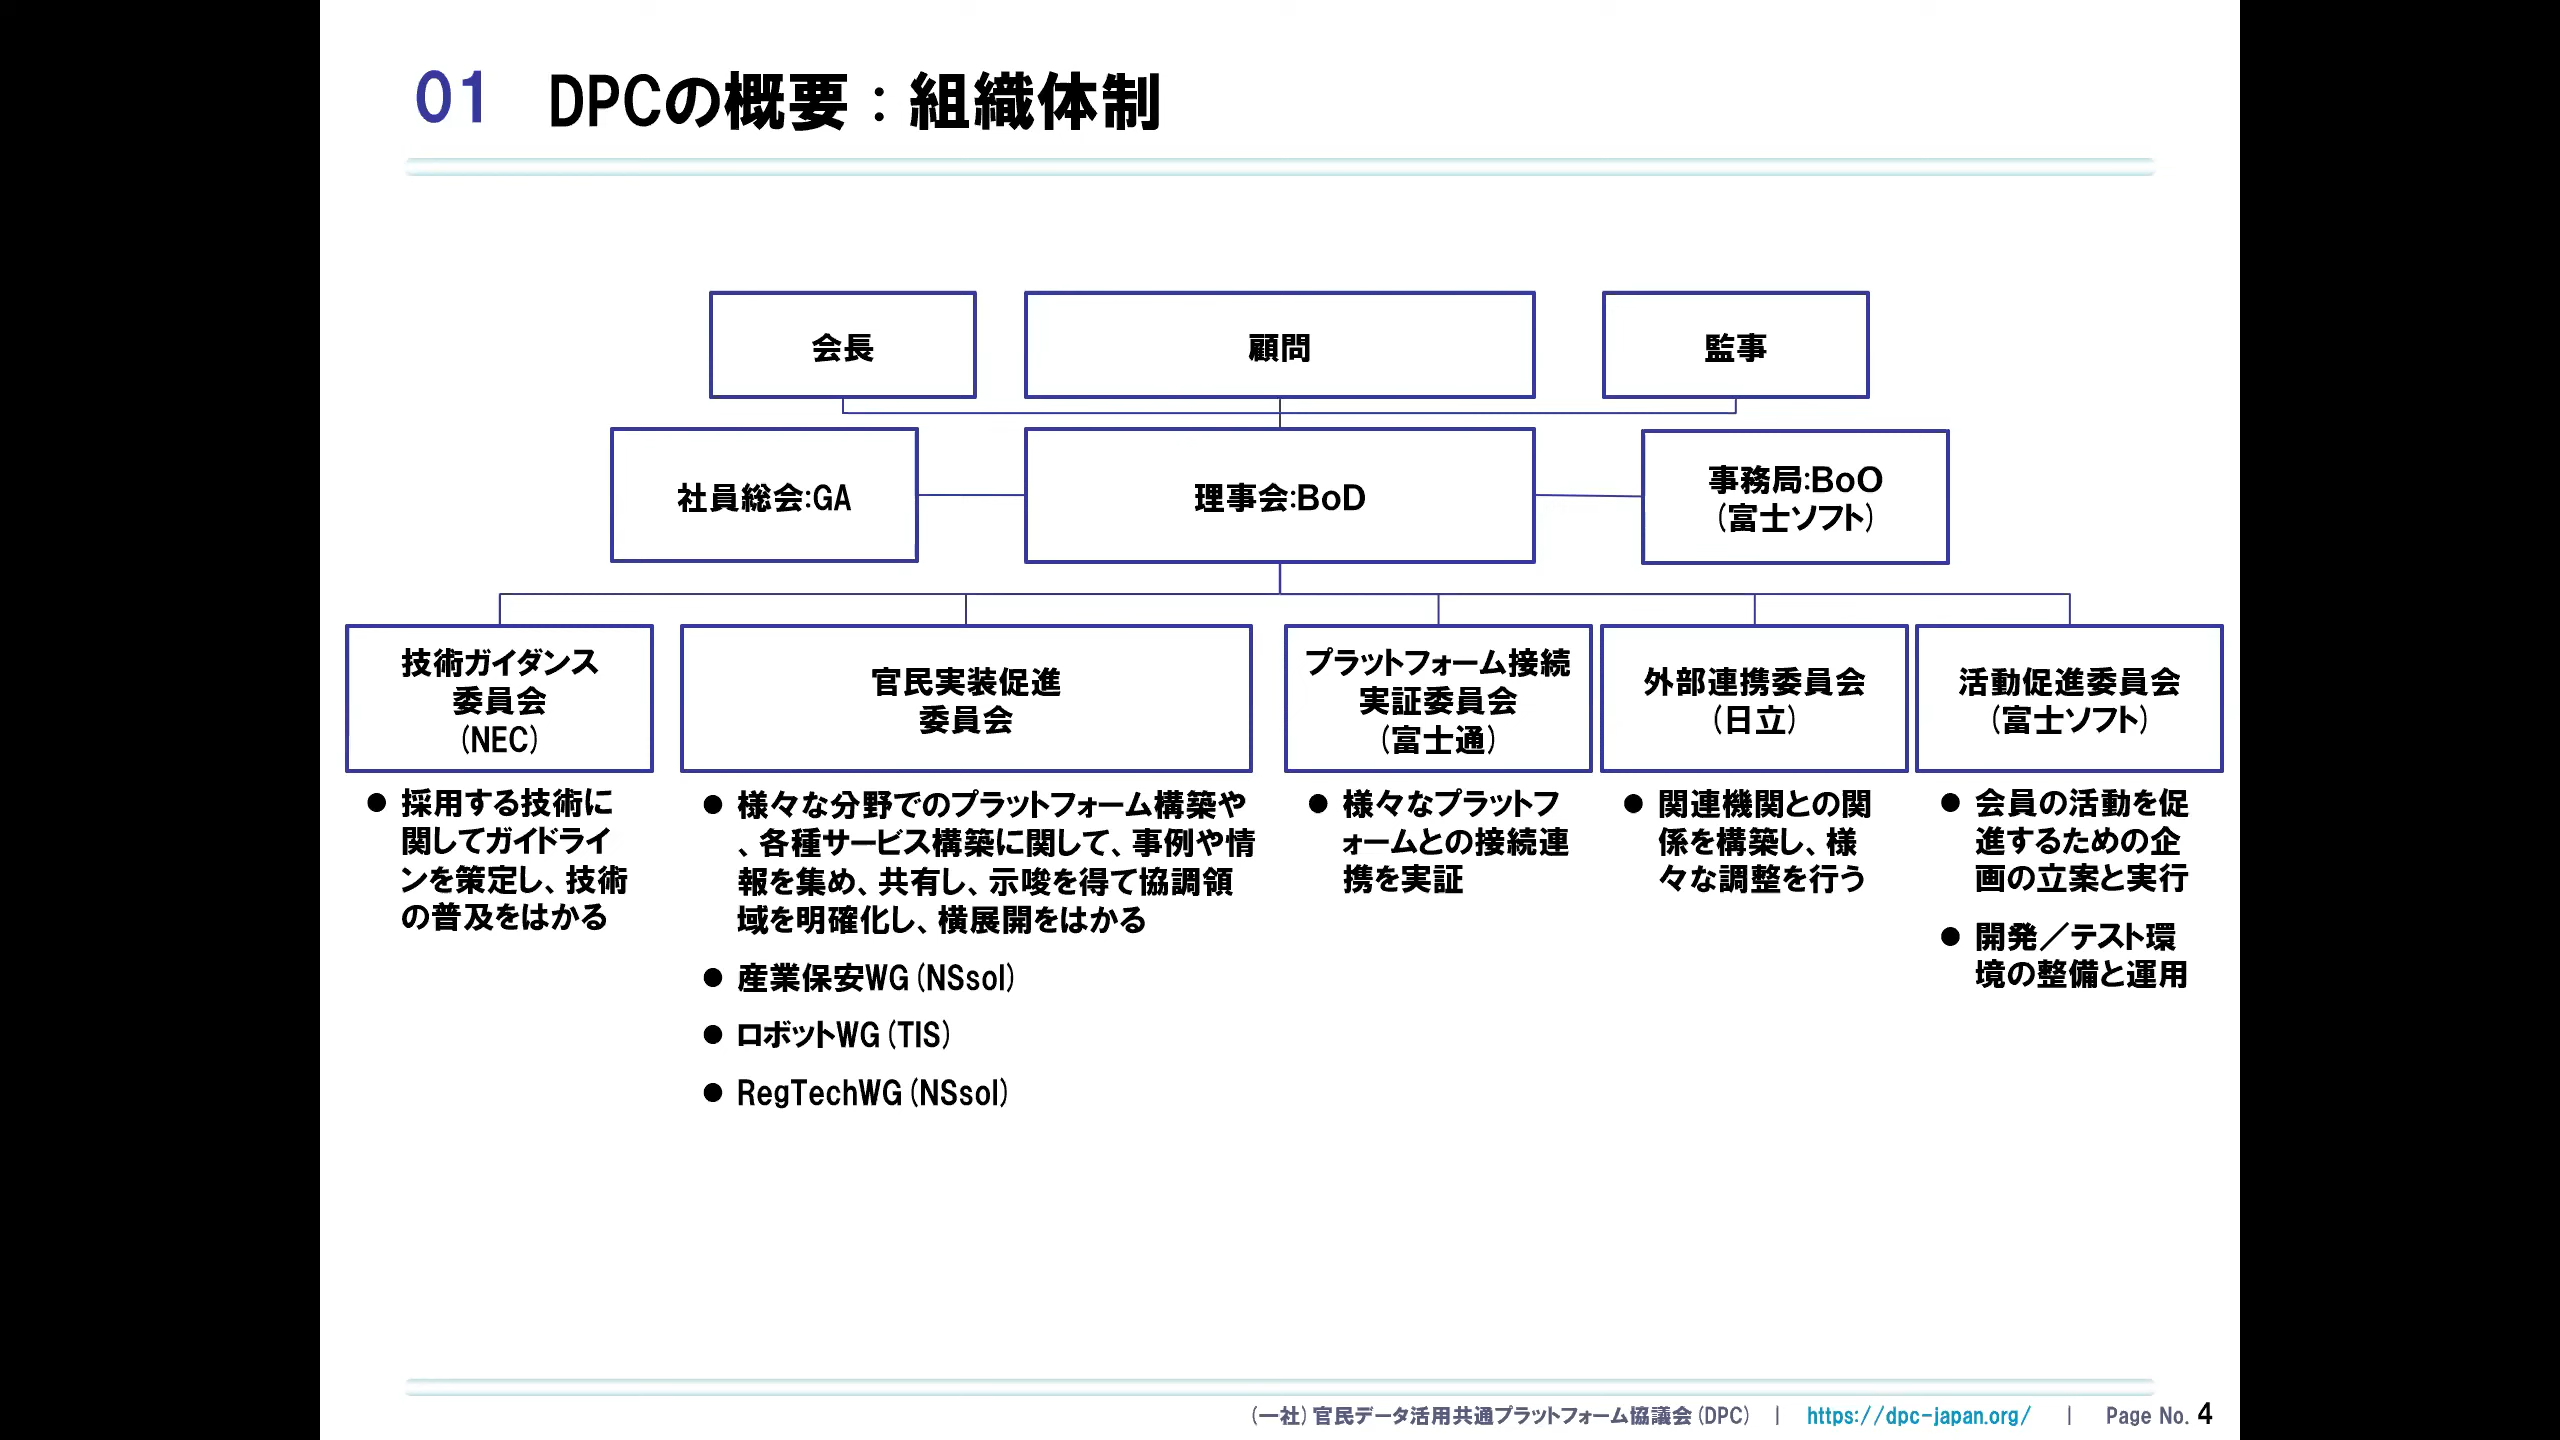 01 DPCの概要：組織体制
会長
顧問
監事
社員総会:GA
理事会:BoD
事務局:BoO
(富士ソフト)
技術ガイダンス
委員会
(NEC)
官民実装促進
委員会
プラットフォーム接続
実証委員会
(富士通)
外部連携委員会
(日立)
活動促進委員会
(富士ソフト)
● 採用する技術に
関してガイドライ
ンを策定し、技術
の普及をはかる
● 様々な分野でのプラットフォーム構築や
、各種サービス構築に関して、事例や情
報を集め、共有し、示唆を得て協調領
域を明確化し、横展開をはかる
● 産業保安WG(NSsol)
● ロボットWG(TIS)
● RegTechWG(NSsol)
● 様々なプラットフ
ォームとの接続連
携を実証
● 関連機関との関
係を構築し、様
々な調整を行う
● 会員の活動を促
進するための企
画の立案と実行
● 開発／テスト環
境の整備と運用
(一社)官民データ活用共通プラットフォーム協議会(DPC) | https://dpc-japan.org/ | Page No. 4